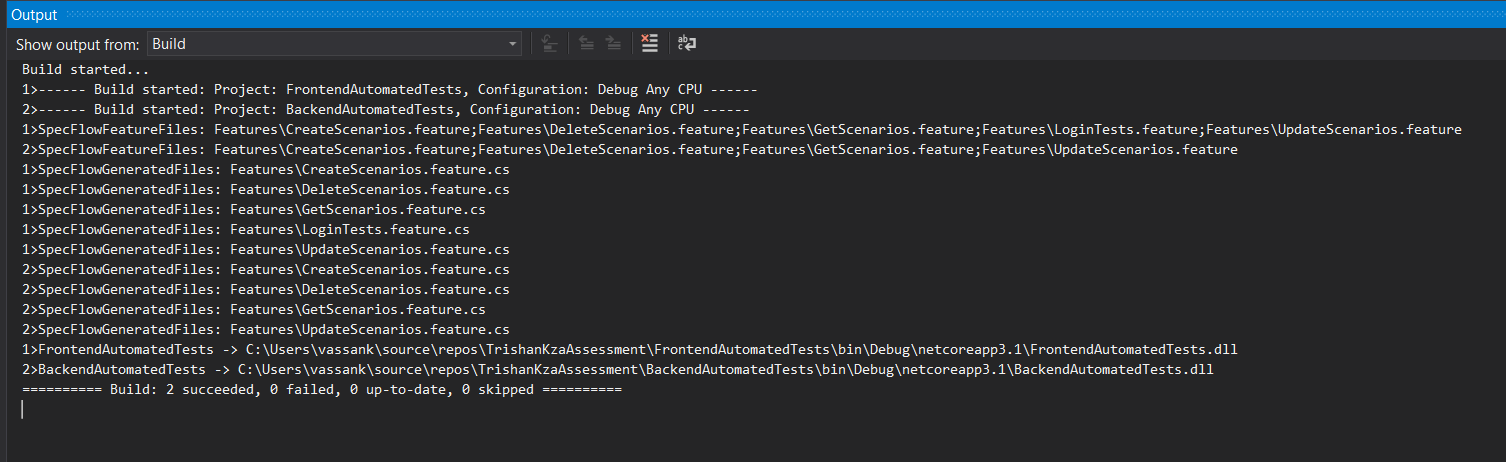 Output
Show output from: Build
Build started...
1>------ Build started: Project: FrontendAutomatedTests, Configuration: Debug Any CPU ------
2>------ Build started: Project: BackendAutomatedTests, Configuration: Debug Any CPU ------
1>SpecFlowFeatureFiles: Features\CreateScenarios.feature;Features\DeleteScenarios.feature;Features\GetScenarios.feature;Features\LoginTests.feature;Features\UpdateScenarios.feature
2>SpecFlowFeatureFiles: Features\CreateScenarios.feature;Features\DeleteScenarios.feature;Features\GetScenarios.feature;Features\UpdateScenarios.feature
1>SpecFlowGeneratedFiles: Features\CreateScenarios.feature.cs
1>SpecFlowGeneratedFiles: Features\DeleteScenarios.feature.cs
1>SpecFlowGeneratedFiles: Features\GetScenarios.feature.cs
1>SpecFlowGeneratedFiles: Features\LoginTests.feature.cs
1>SpecFlowGeneratedFiles: Features\UpdateScenarios.feature.cs
2>SpecFlowGeneratedFiles: Features\CreateScenarios.feature.cs
2>SpecFlowGeneratedFiles: Features\DeleteScenarios.feature.cs
2>SpecFlowGeneratedFiles: Features\GetScenarios.feature.cs
2>SpecFlowGeneratedFiles: Features\UpdateScenarios.feature.cs
1>FrontendAutomatedTests -> C:\Users\vassank\source\repos\TrishanKzaAssessment\FrontendAutomatedTests\bin\Debug\netcoreapp3.1\FrontendAutomatedTests.dll
2>BackendAutomatedTests -> C:\Users\vassank\source\repos\TrishanKzaAssessment\BackendAutomatedTests\bin\Debug\netcoreapp3.1\BackendAutomatedTests.dll
========== Build: 2 succeeded, 0 failed, 0 up-to-date, 0 skipped ==========